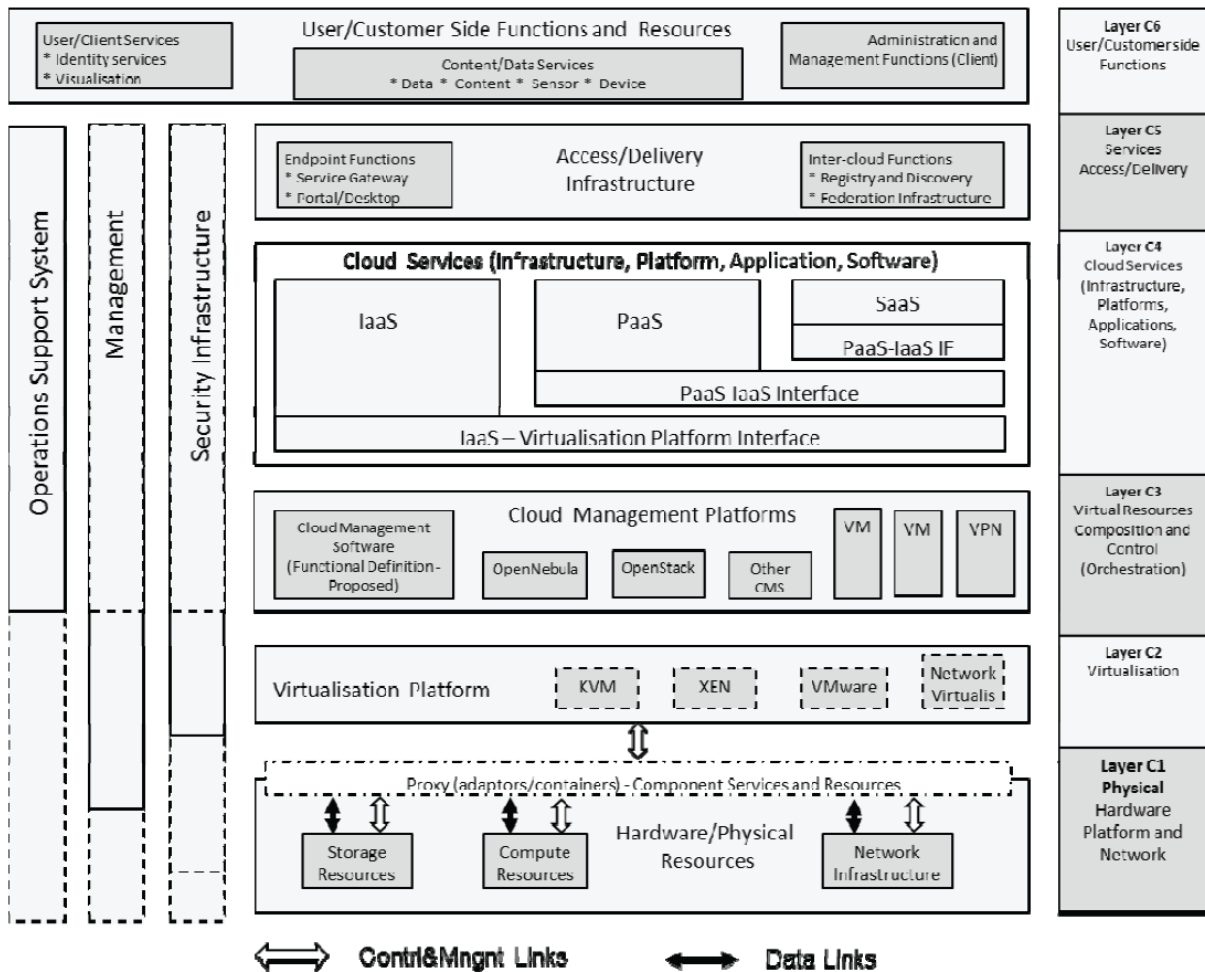 User/Customer Side Functions and Resources
User/Client Services
* Identity services
* Visualisation
Content/Data Services
* Data * Content * Sensor * Device
Administration and
Management Functions (Client)
Layer C6
User/Customer side
Functions
Operations Support System
Management
Security Infrastructure
Endpoint Functions
* Service Gateway
* Portal/Desktop
Access/Delivery
Infrastructure
Inter-cloud Functions
* Registry and Discovery
* Federation Infrastructure
Layer C5
Services
Access/Delivery
Cloud Services (Infrastructure, Platform, Application, Software)
IaaS
PaaS
SaaS
PaaS-IaaS IF
PaaS-IaaS Interface
IaaS – Virtualisation Platform Interface
Layer C4
Cloud Services
(Infrastructure,
Platforms,
Applications,
Software)
Cloud Management Platforms
Cloud Management
Software
(Functional Definition-
Proposed)
OpenNebula
OpenStack
Other
CMS
VM
VM
VPN
Layer C3
Virtual Resources
Composition and
Control
(Orchestration)
Virtualisation Platform
KVM
XEN
VMware
Network
Virtualis
Layer C2
Virtualisation
Proxy (adaptors/containers) - Component Services and Resources
Hardware/Physical
Resources
Storage
Resources
Compute
Resources
Network
Infrastructure
Layer C1
Physical
Hardware
Platform and
Network
Contrl&Mngnt Links
Data Links